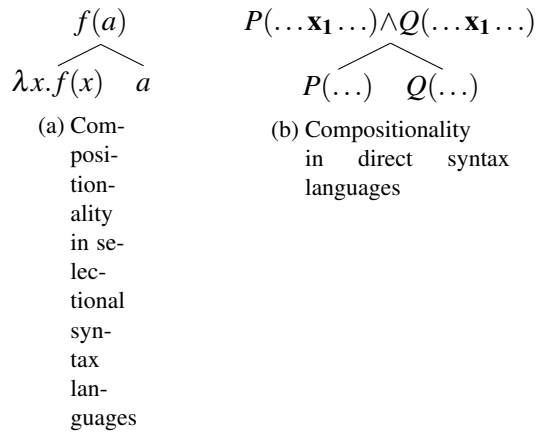 f(a)
λx.f(x) a
(a) Com-
posi-
tion-
ality
in se-
lec-
tional
syn-
tax
lan-
guages
P(...x₁...)∧Q(...x₁...)
P(...) Q(...)
(b) Compositionality
in direct syntax
languages